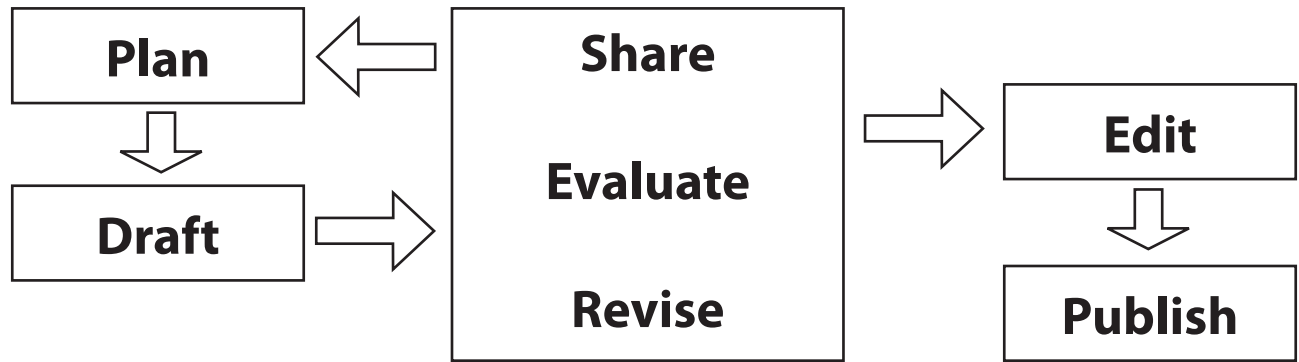 Plan
Draft
Share
Evaluate
Revise
Edit
Publish